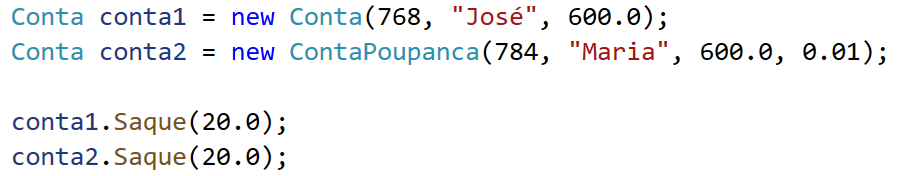 Conta conta1 = new Conta(768, "José", 600.0);
Conta conta2 = new ContaPoupanca(784, "Maria", 600.0, 0.01);
conta1.Saque(20.0);
conta2.Saque(20.0);